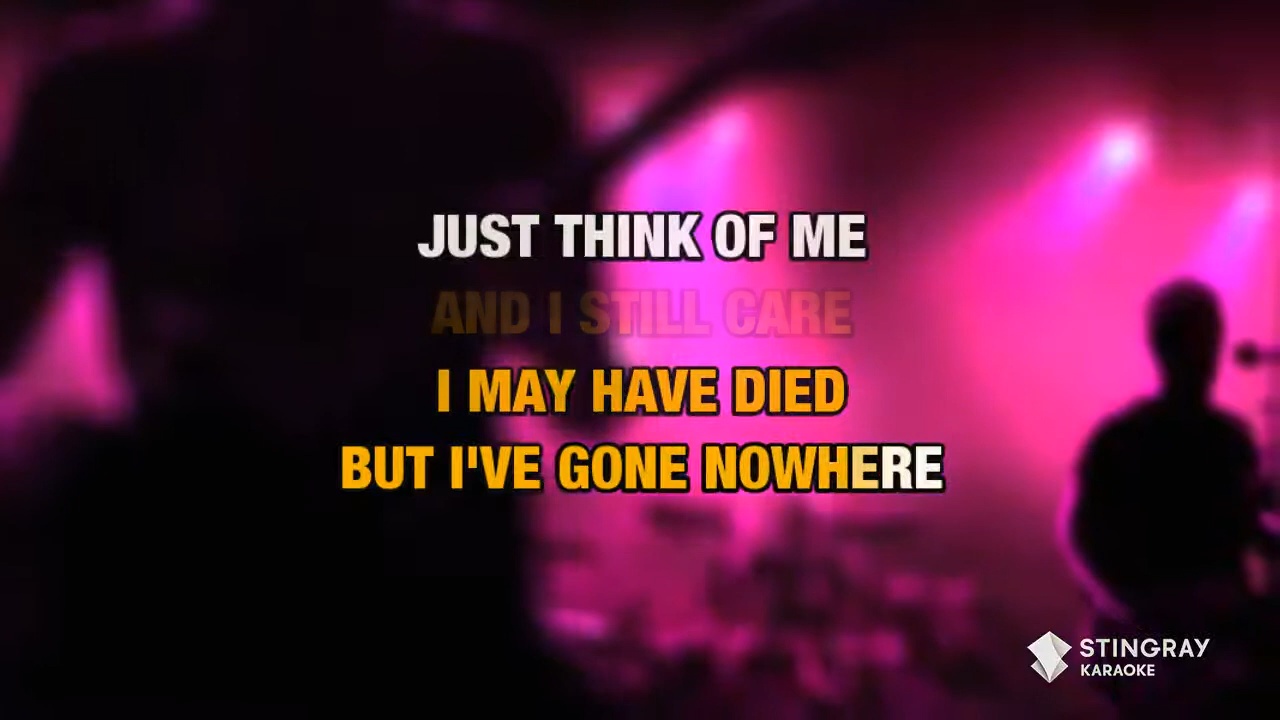 JUST THINK OF ME
AND I STILL CARE
I MAY HAVE DIED
BUT I'VE GONE NOWHERE
STINGRAY
KARAOKE